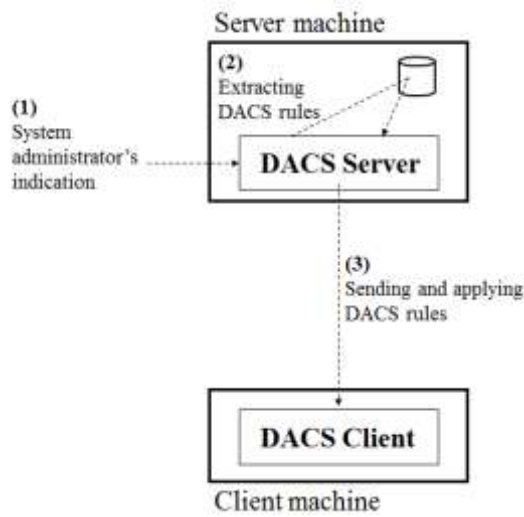 Server machine
(2)
Extracting
DACS rules
(1)
System
administrator's
indication
DACS Server
(3)
Sending and applying
DACS rules
DACS Client
Client machine